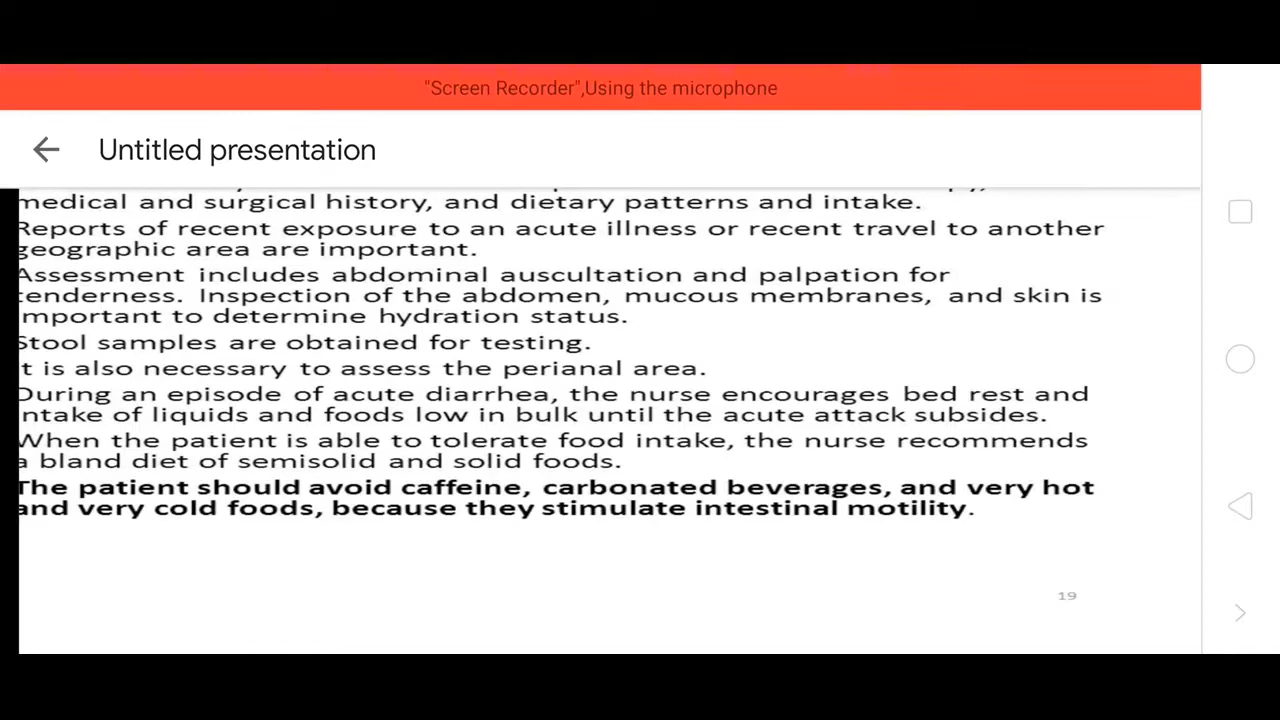 "Screen Recorder",Using the microphone
Untitled presentation
medical and surgical history, and dietary patterns and intake.
Reports of recent exposure to an acute illness or recent travel to another
geographic area are important.
Assessment includes abdominal auscultation and palpation for
tenderness. Inspection of the abdomen, mucous membranes, and skin is
mportant to determine hydration status.
Stool samples are obtained for testing.
t is also necessary to assess the perianal area.
During an episode of acute diarrhea, the nurse encourages bed rest and
ntake of liquids and foods low in bulk until the acute attack subsides.
When the patient is able to tolerate food intake, the nurse recommends
a bland diet of semisolid and solid foods.
The patient should avoid caffeine, carbonated beverages, and very hot
and very cold foods, because they stimulate intestinal motility.
19